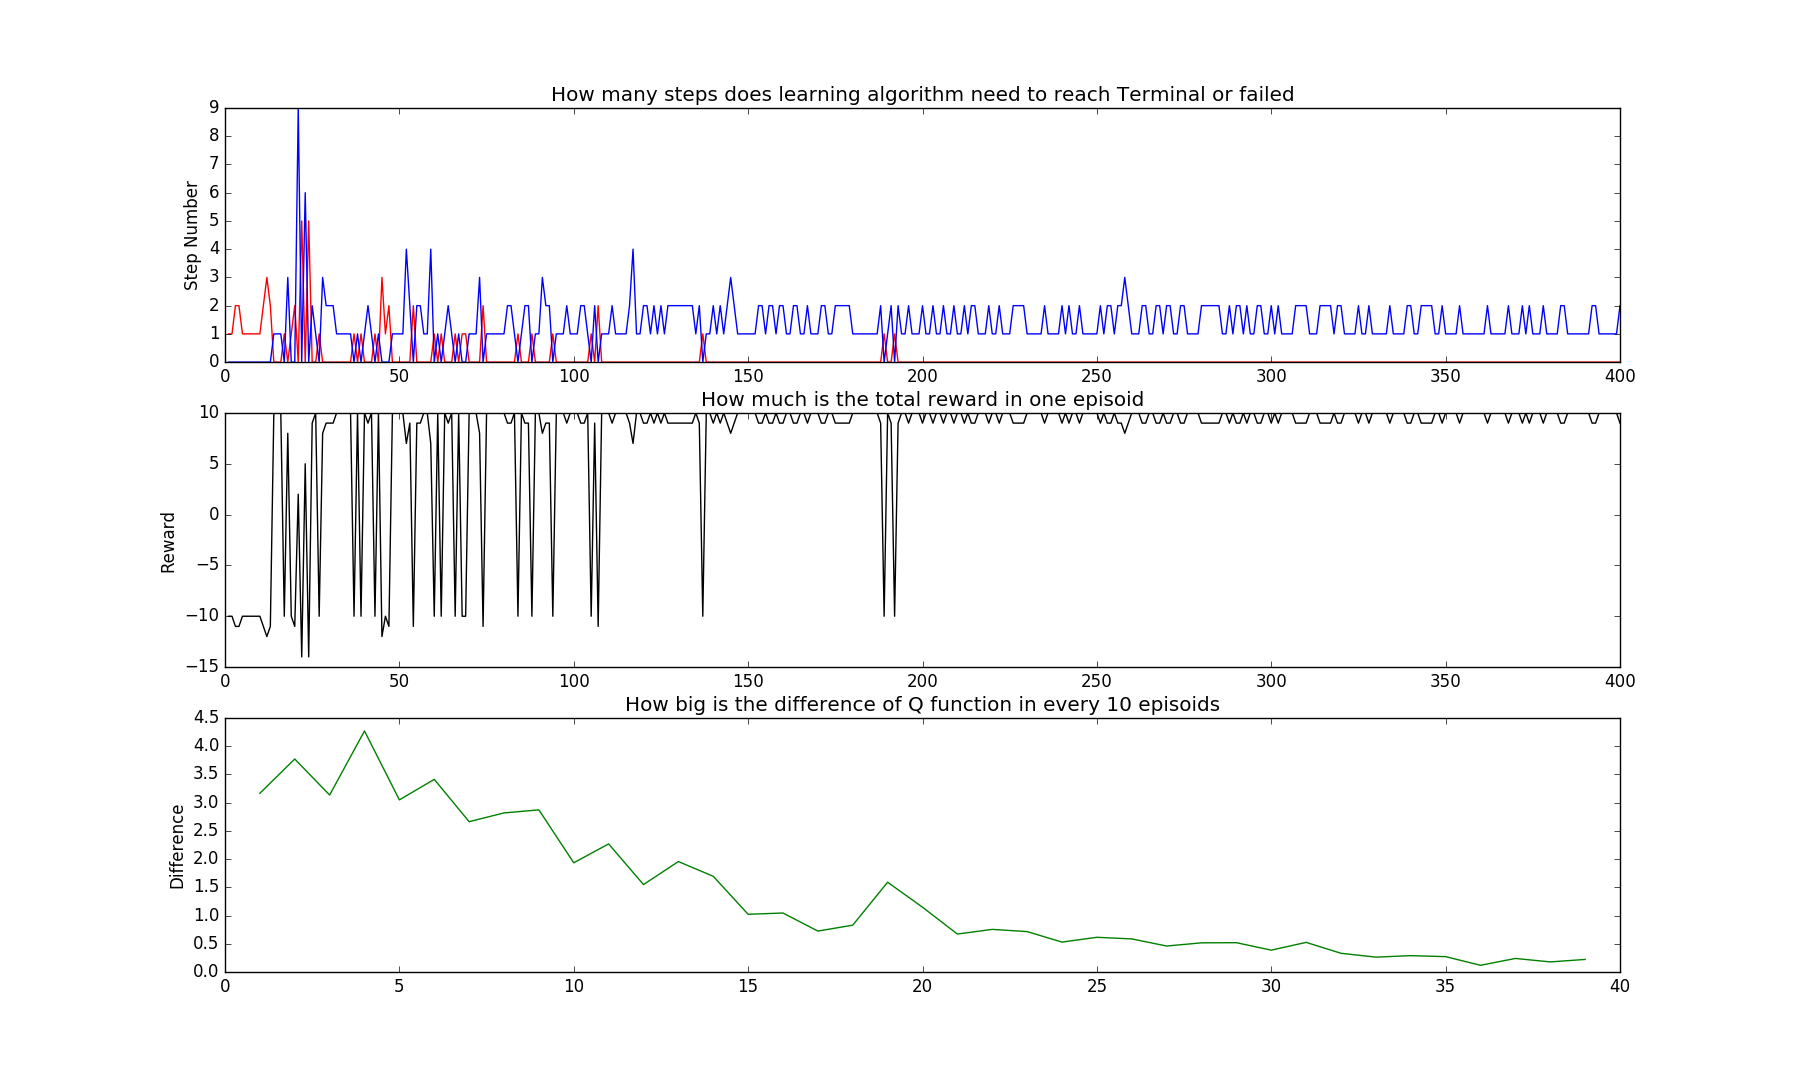 How many steps does learning algorithm need to reach Terminal or failed
9
8
7
6
5
4
3
2
1
0
Step Number
0 50 100 150 200 250 300 350 400
How much is the total reward in one episoid
10
5
0
−5
−10
−15
Reward
0 50 100 150 200 250 300 350 400
How big is the difference of Q function in every 10 episoids
4.5
4.0
3.5
3.0
2.5
2.0
1.5
1.0
0.5
0.0
Difference
0 5 10 15 20 25 30 35 40